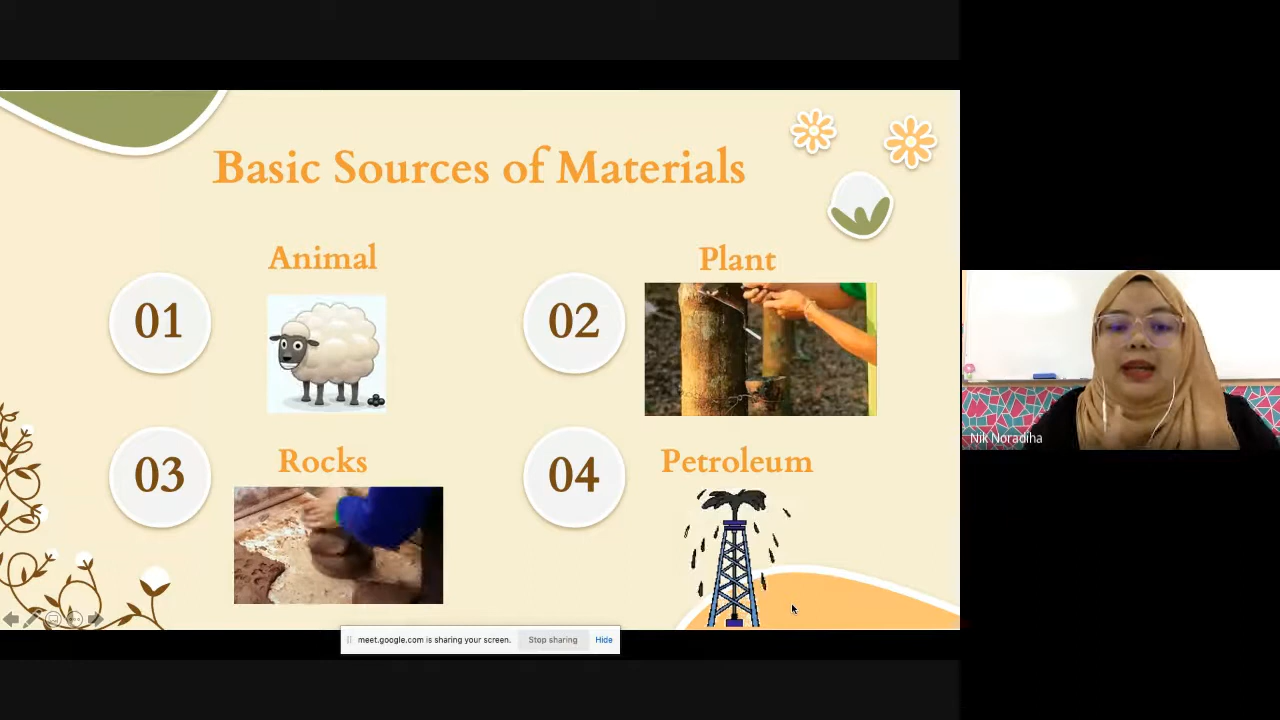 Basic Sources of Materials
Animal
Plant
01
02
Rocks
Petroleum
03
04
Nik Noradiha
meet.google.com is sharing your screen.
Stop sharing
Hide